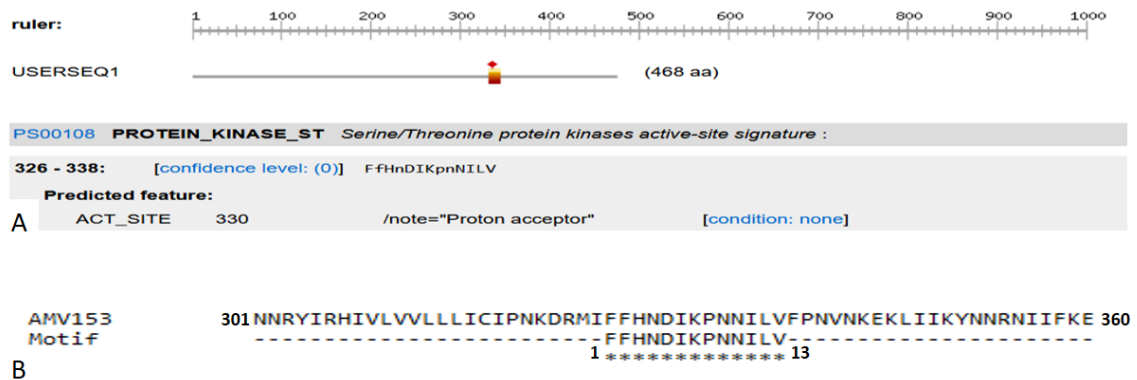 ruler: 1 100 200 300 400 500 600 700 800 900 1000
USERSEQ1 (468 aa)
PS00108 PROTEIN_KINASE_ST Serine/Threonine protein kinases active-site signature :
326 - 338: [confidence level: (0)] FfHnDIKpnNILV
Predicted feature:
A ACT_SITE 330 /note="Proton acceptor" [condition: none]
AMV153 301 NNRYIRHIVLVVLLLICIPNKDRMIFFHNDIKPNNILVFPNVNKEKLIIKYNNRNIIFKE 360
Motif -------------------------FFHNDIKPNNILV----------------------
1 ************* 13
B